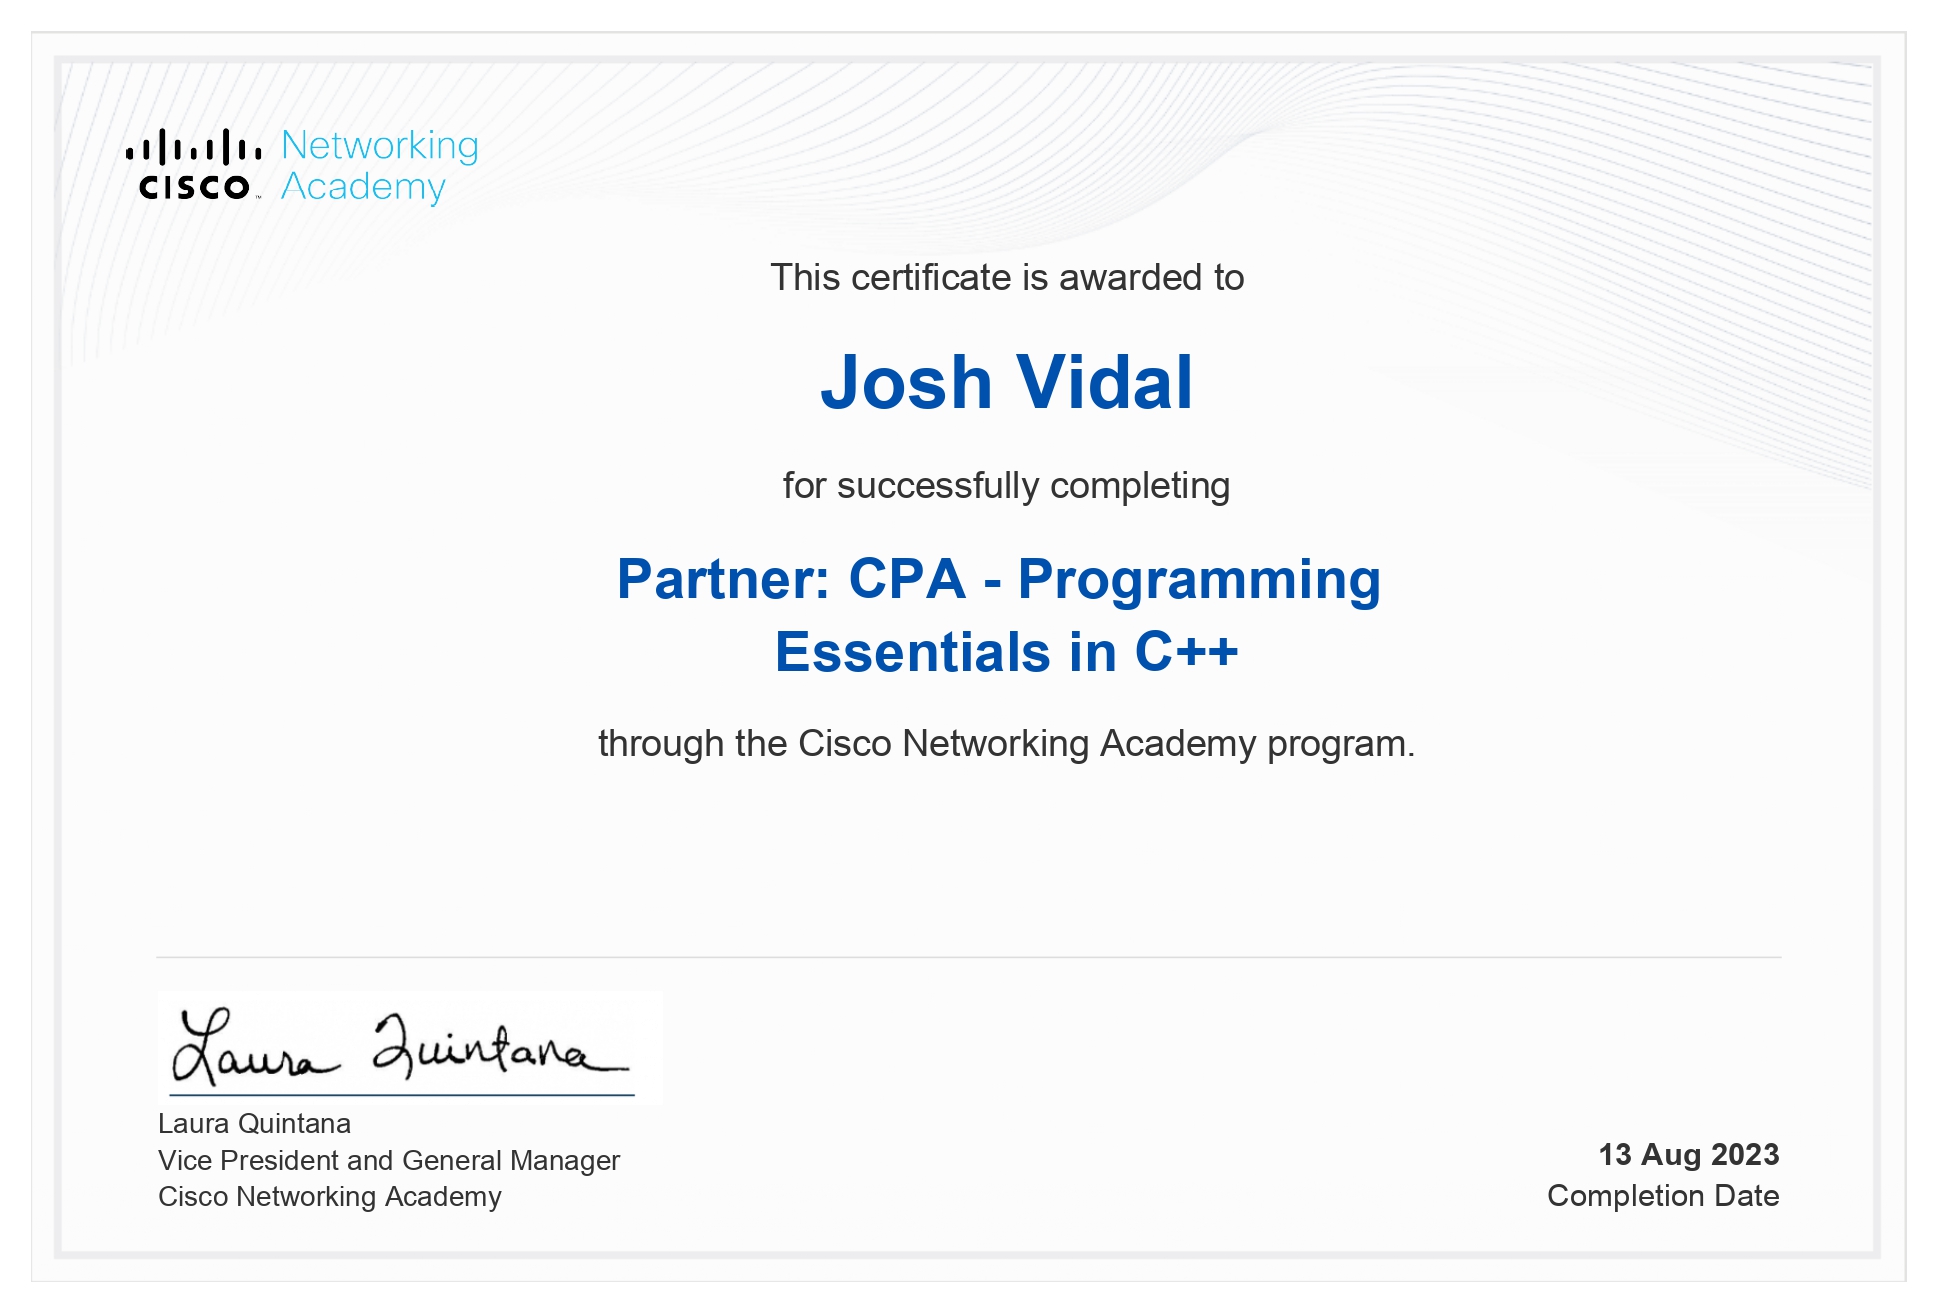 Networking
CISCO™ Academy
This certificate is awarded to
Josh Vidal
for successfully completing
Partner: CPA - Programming
Essentials in C++
through the Cisco Networking Academy program.
Laura Quintana
Laura Quintana
Vice President and General Manager
Cisco Networking Academy
13 Aug 2023
Completion Date